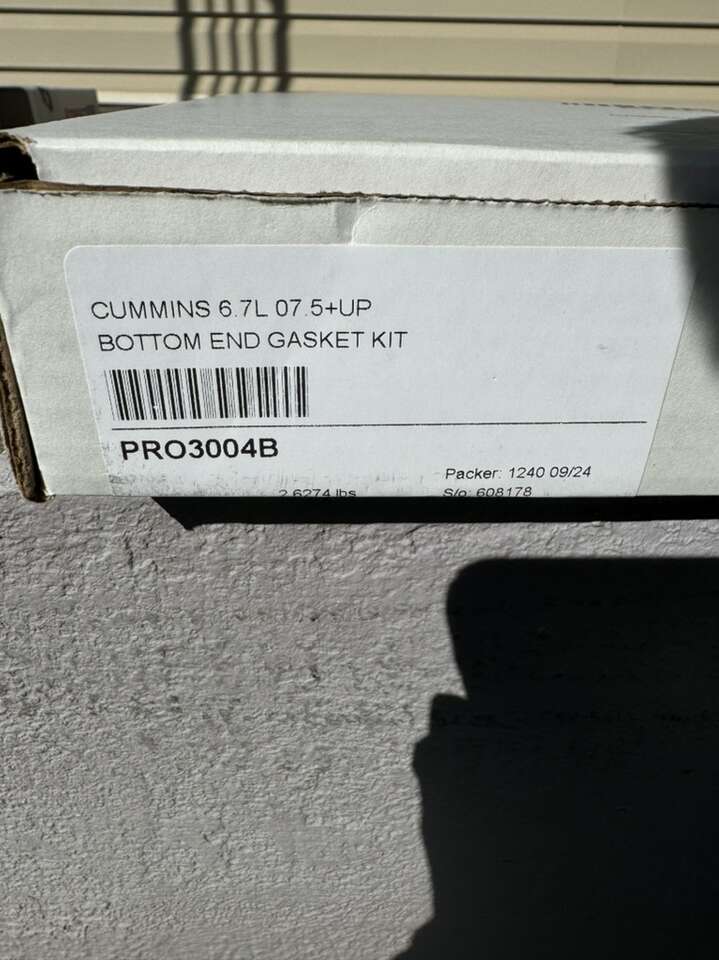 CUMMINS 6.7L 07.5+UP
BOTTOM END GASKET KIT
PRO3004B
Packer: 1240 09/24
2.6274 lbs
S/o: 608178